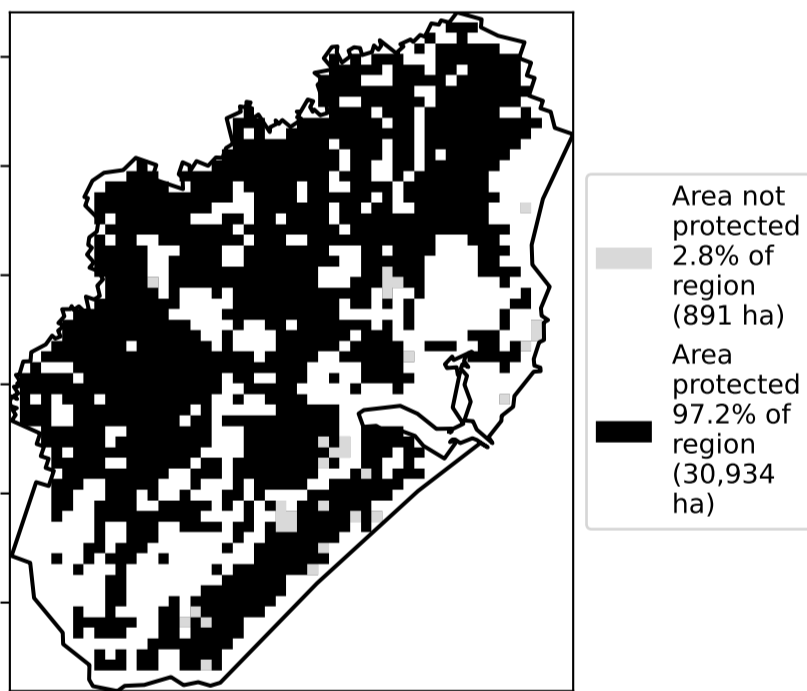 Area not
protected
2.8% of
region
(891 ha)
Area
protected
97.2% of
region
(30,934
ha)